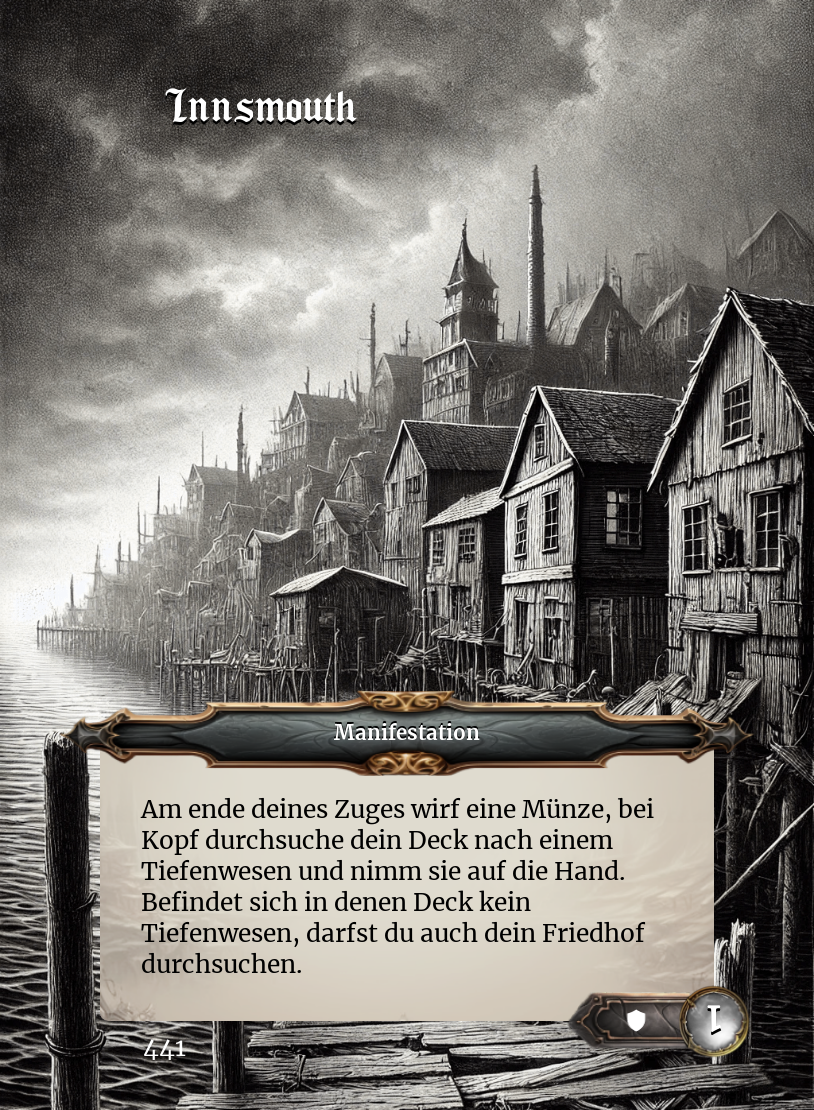 Innsmouth
Manifestation
Am ende deines Zuges wirf eine Münze, bei
Kopf durchsuche dein Deck nach einem
Tiefenwesen und nimm sie auf die Hand.
Befindet sich in denen Deck kein
Tiefenwesen, darfst du auch dein Friedhof
durchsuchen.
441